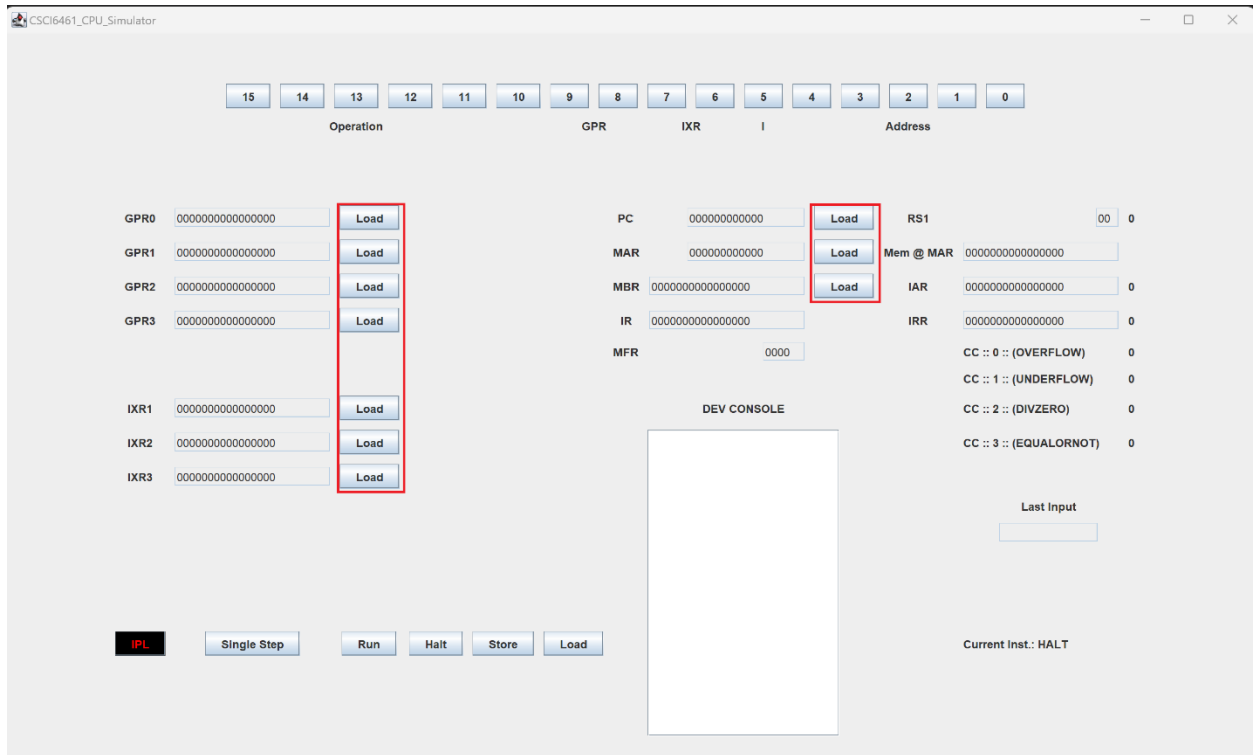 CSCI6461_CPU_Simulator
15 14 13 12 11 10 9 8 7 6 5 4 3 2 1 0
Operation GPR IXR I Address
GPR0 0000000000000000 Load PC 000000000000 Load RS1 00 0
GPR1 0000000000000000 Load MAR 000000000000 Load Mem @ MAR 0000000000000000
GPR2 0000000000000000 Load MBR 0000000000000000 Load IAR 0000000000000000 0
GPR3 0000000000000000 Load IR 0000000000000000 IRR 0000000000000000 0
MFR 0000 CC :: 0 :: (OVERFLOW) 0
CC :: 1 :: (UNDERFLOW) 0
IXR1 0000000000000000 Load DEV CONSOLE CC :: 2 :: (DIVZERO) 0
IXR2 0000000000000000 Load CC :: 3 :: (EQUALORNOT) 0
IXR3 0000000000000000 Load
Last Input
IPL Single Step Run Halt Store Load Current Inst.: HALT